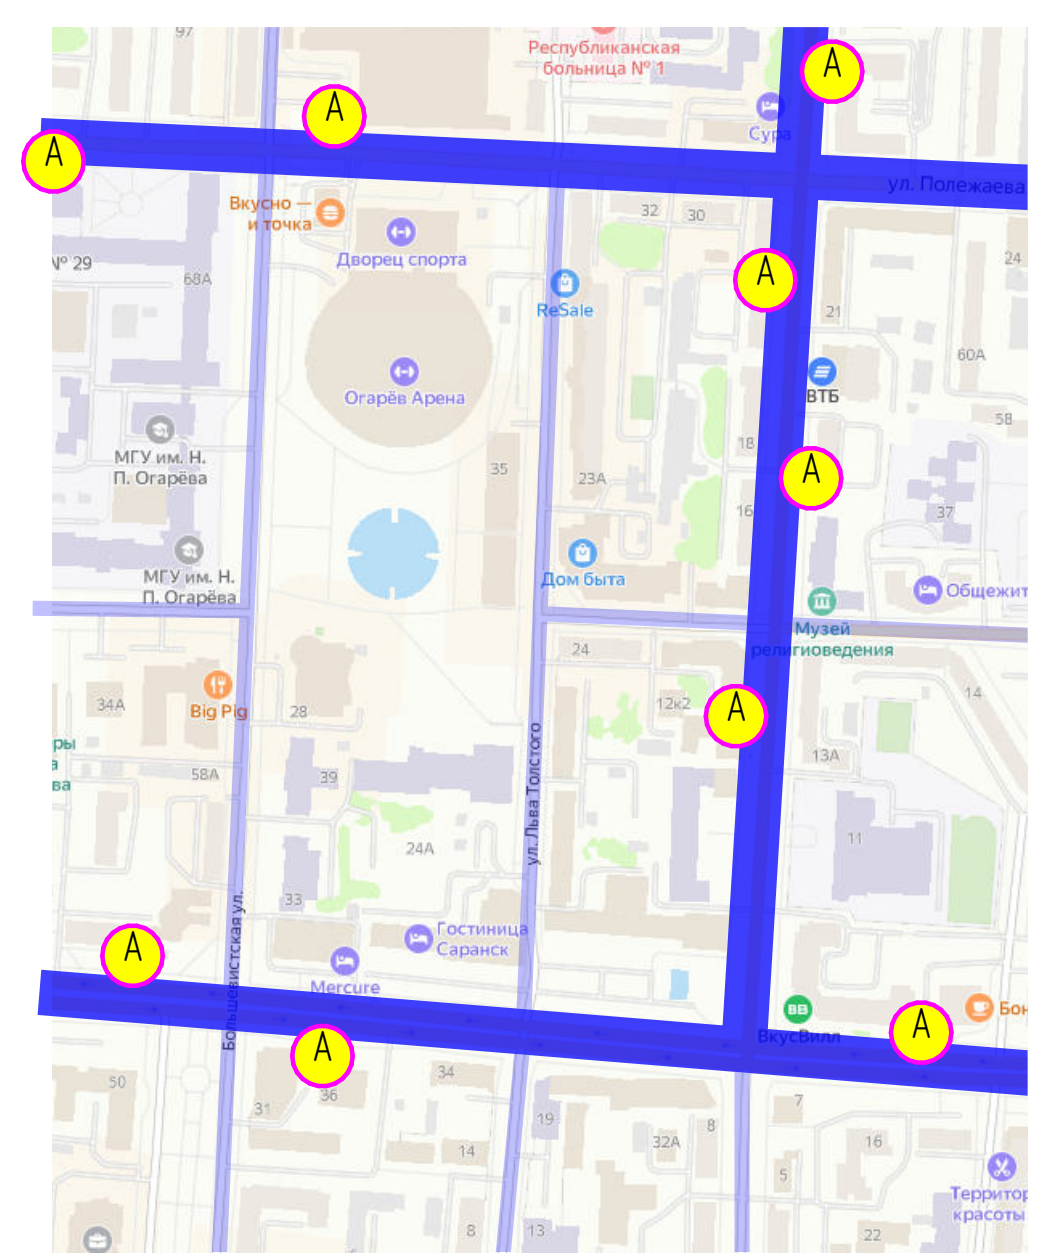 97
Республиканская
больница № 1
А
А
А
Сура
ул. Полежаева
Вкусно —
и точка
32
30
Дворец спорта
№ 29
68А
24
А
ReSale
21
60А
ВТБ
Огарёв Арена
58
МГУ им. Н.
П. Огарёва
18
35
23А
А
16
37
МГУ им. Н.
П. Огарёва
Дом быта
Общежит
Музей
религиоведения
24
34А
Big Pig
28
12к2
А
14
ры
а
ва
58А
39
13А
ул. Льва Толстого
24А
11
33
Большевистская ул.
А
Гостиница
Саранск
Mercure
ВВ
ВкусВилл
Бон
А
А
50
34
36
31
7
19
8
32А
16
14
5
Территор
красоты
8
13
22